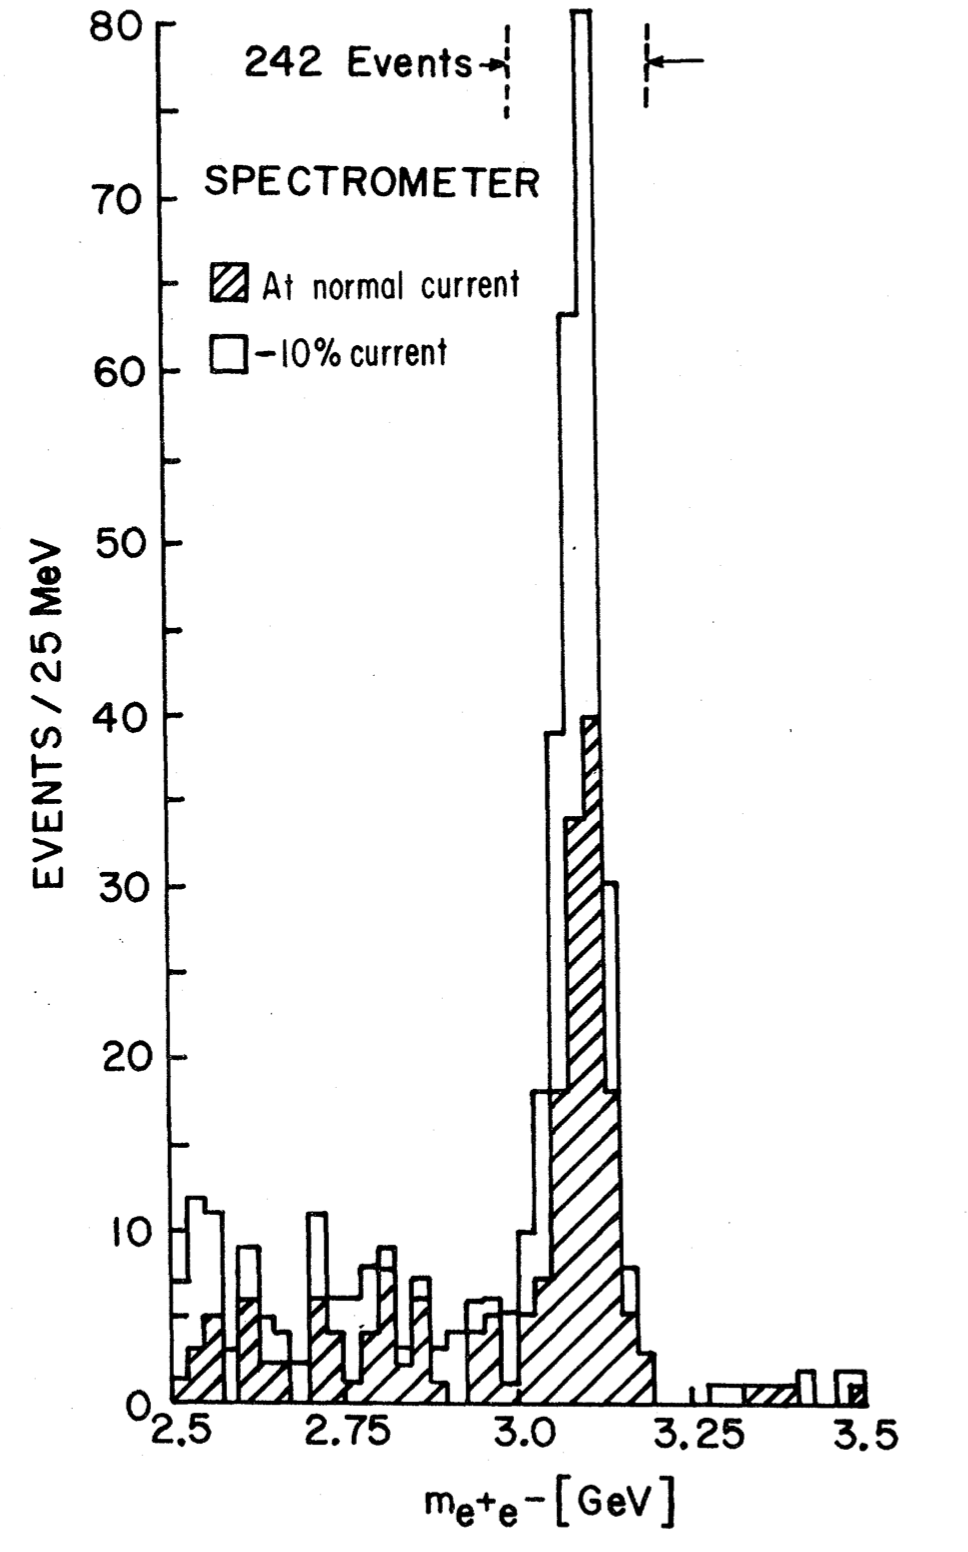 80
242 Events
SPECTROMETER
70
At normal current
-10% current
60
50
EVENTS / 25 MeV
40
30
20
10
0
2.5 2.75 3.0 3.25 3.5
me+e- [GeV]